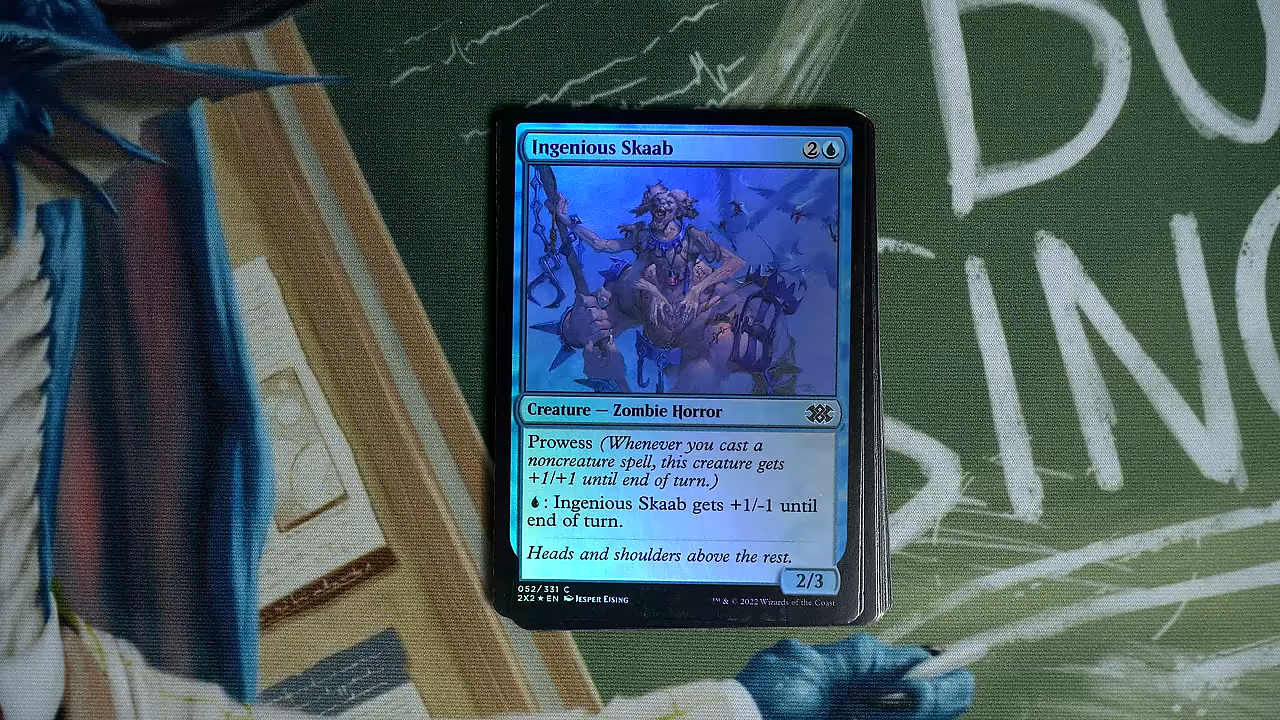 Ingenious Skaab 2
Creature — Zombie Horror
Prowess (Whenever you cast a
noncreature spell, this creature gets
+1/+1 until end of turn.)
: Ingenious Skaab gets +1/-1 until
end of turn.
Heads and shoulders above the rest.
2/3
052/331 C
2X2 ★ EN Jesper Eising
™ & © 2022 Wizards of the Coast